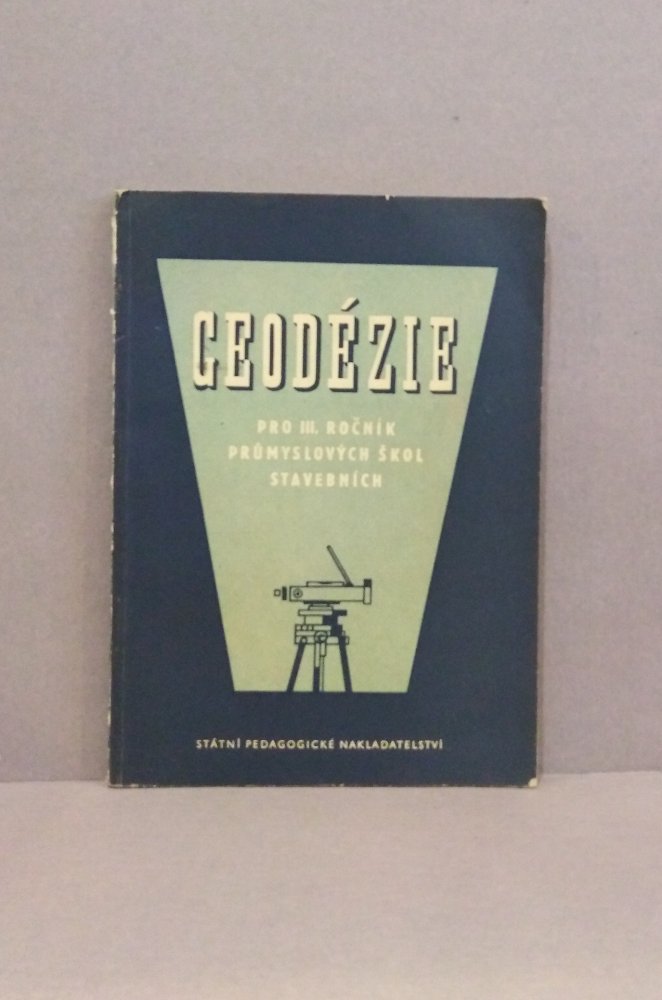 GEODÉZIE
PRO III. ROČNÍK
PRŮMYSLOVÝCH ŠKOL
STAVEBNÍCH
STÁTNÍ PEDAGOGICKÉ NAKLADATELSTVÍ